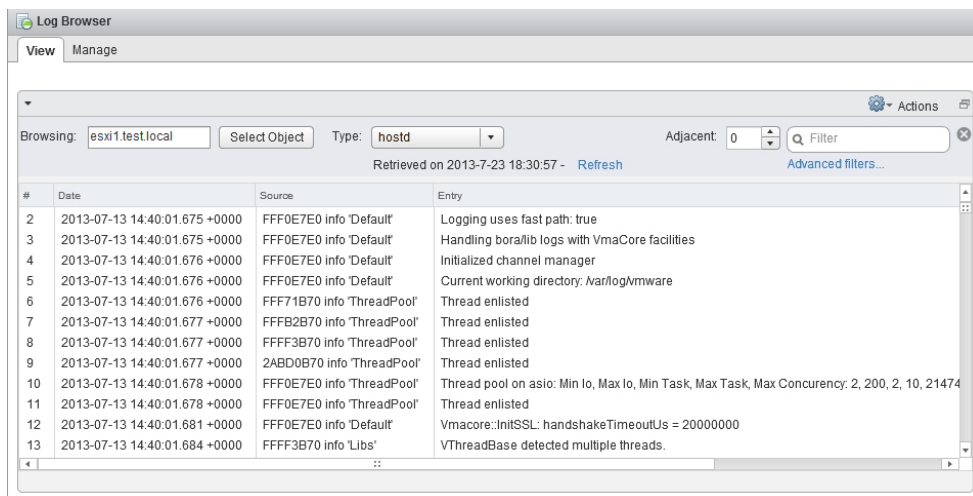 Log Browser
View Manage
Actions
Browsing: esxi1.test.local Select Object Type: hostd Adjacent: 0 Filter
Retrieved on 2013-7-23 18:30:57 - Refresh Advanced filters...
# Date Source Entry
2 2013-07-13 14:40:01.675 +0000 FFF0E7E0 info 'Default' Logging uses fast path: true
3 2013-07-13 14:40:01.675 +0000 FFF0E7E0 info 'Default' Handling bora/lib logs with VmaCore facilities
4 2013-07-13 14:40:01.676 +0000 FFF0E7E0 info 'Default' Initialized channel manager
5 2013-07-13 14:40:01.676 +0000 FFF0E7E0 info 'Default' Current working directory: /var/log/vmware
6 2013-07-13 14:40:01.676 +0000 FFF71B70 info 'ThreadPool' Thread enlisted
7 2013-07-13 14:40:01.677 +0000 FFFB2B70 info 'ThreadPool' Thread enlisted
8 2013-07-13 14:40:01.677 +0000 FFFF3B70 info 'ThreadPool' Thread enlisted
9 2013-07-13 14:40:01.677 +0000 2ABD0B70 info 'ThreadPool' Thread enlisted
10 2013-07-13 14:40:01.678 +0000 FFF0E7E0 info 'ThreadPool' Thread pool on asio: Min Io, Max Io, Min Task, Max Task, Max Concurency: 2, 200, 2, 10, 21474
11 2013-07-13 14:40:01.678 +0000 FFF0E7E0 info 'ThreadPool' Thread enlisted
12 2013-07-13 14:40:01.681 +0000 FFF0E7E0 info 'Default' Vmacore::InitSSL: handshakeTimeoutUs = 20000000
13 2013-07-13 14:40:01.684 +0000 FFFF3B70 info 'Libs' VThreadBase detected multiple threads.